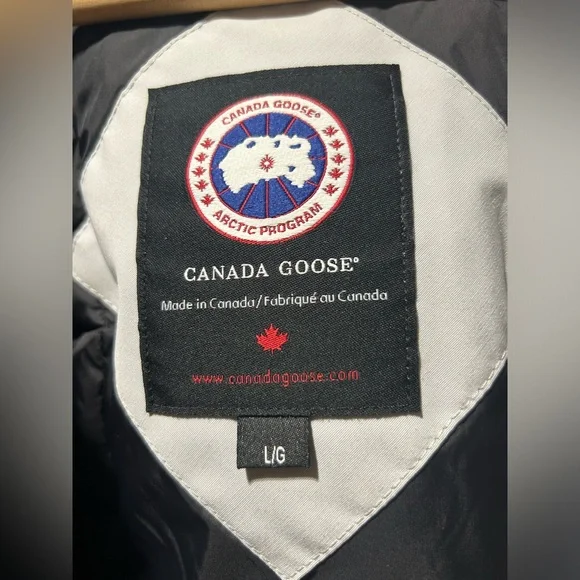 CANADA GOOSE®
ARCTIC PROGRAM
CANADA GOOSE®
Made in Canada/Fabriqué au Canada
www.canadagoose.com
L/G